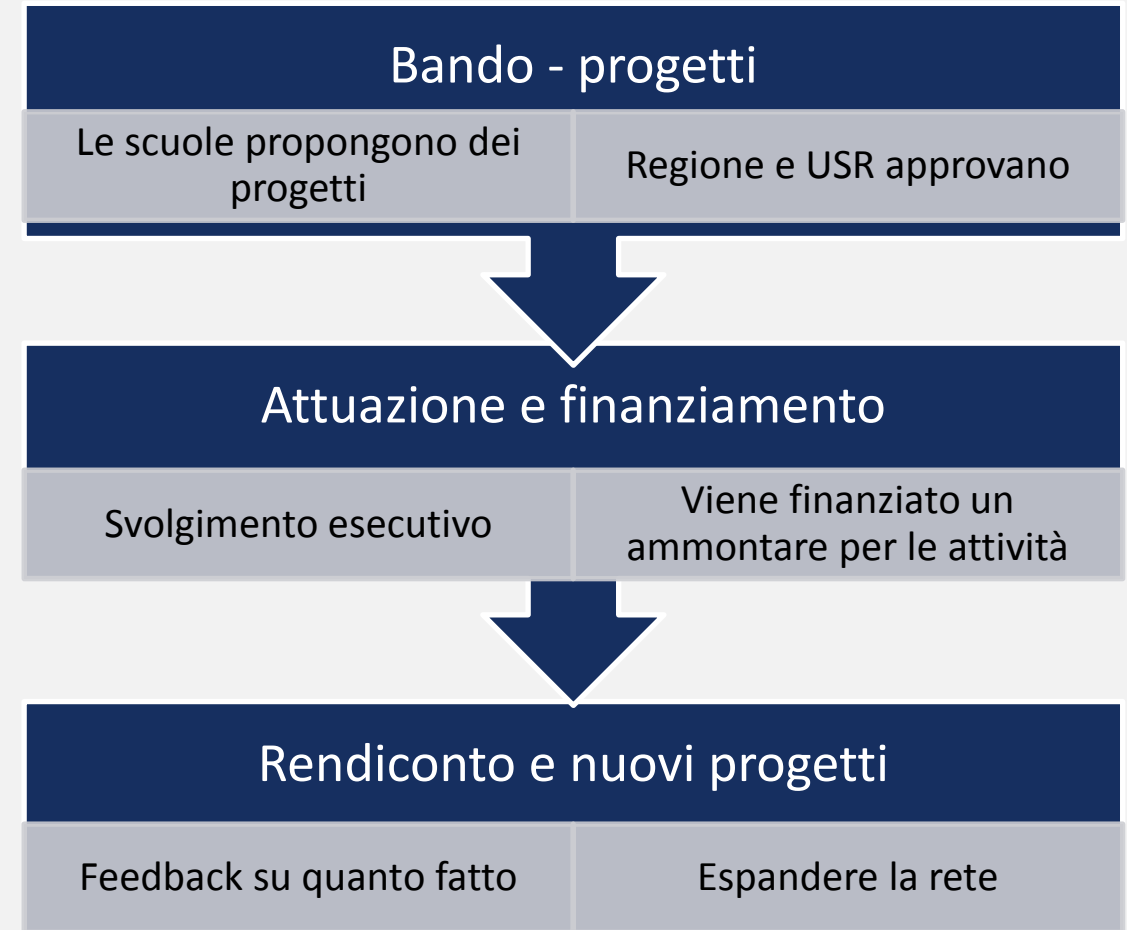 Bando - progetti
Le scuole propongono dei
progetti
Regione e USR approvano
Attuazione e finanziamento
Svolgimento esecutivo
Viene finanziato un
ammontare per le attività
Rendiconto e nuovi progetti
Feedback su quanto fatto
Espandere la rete